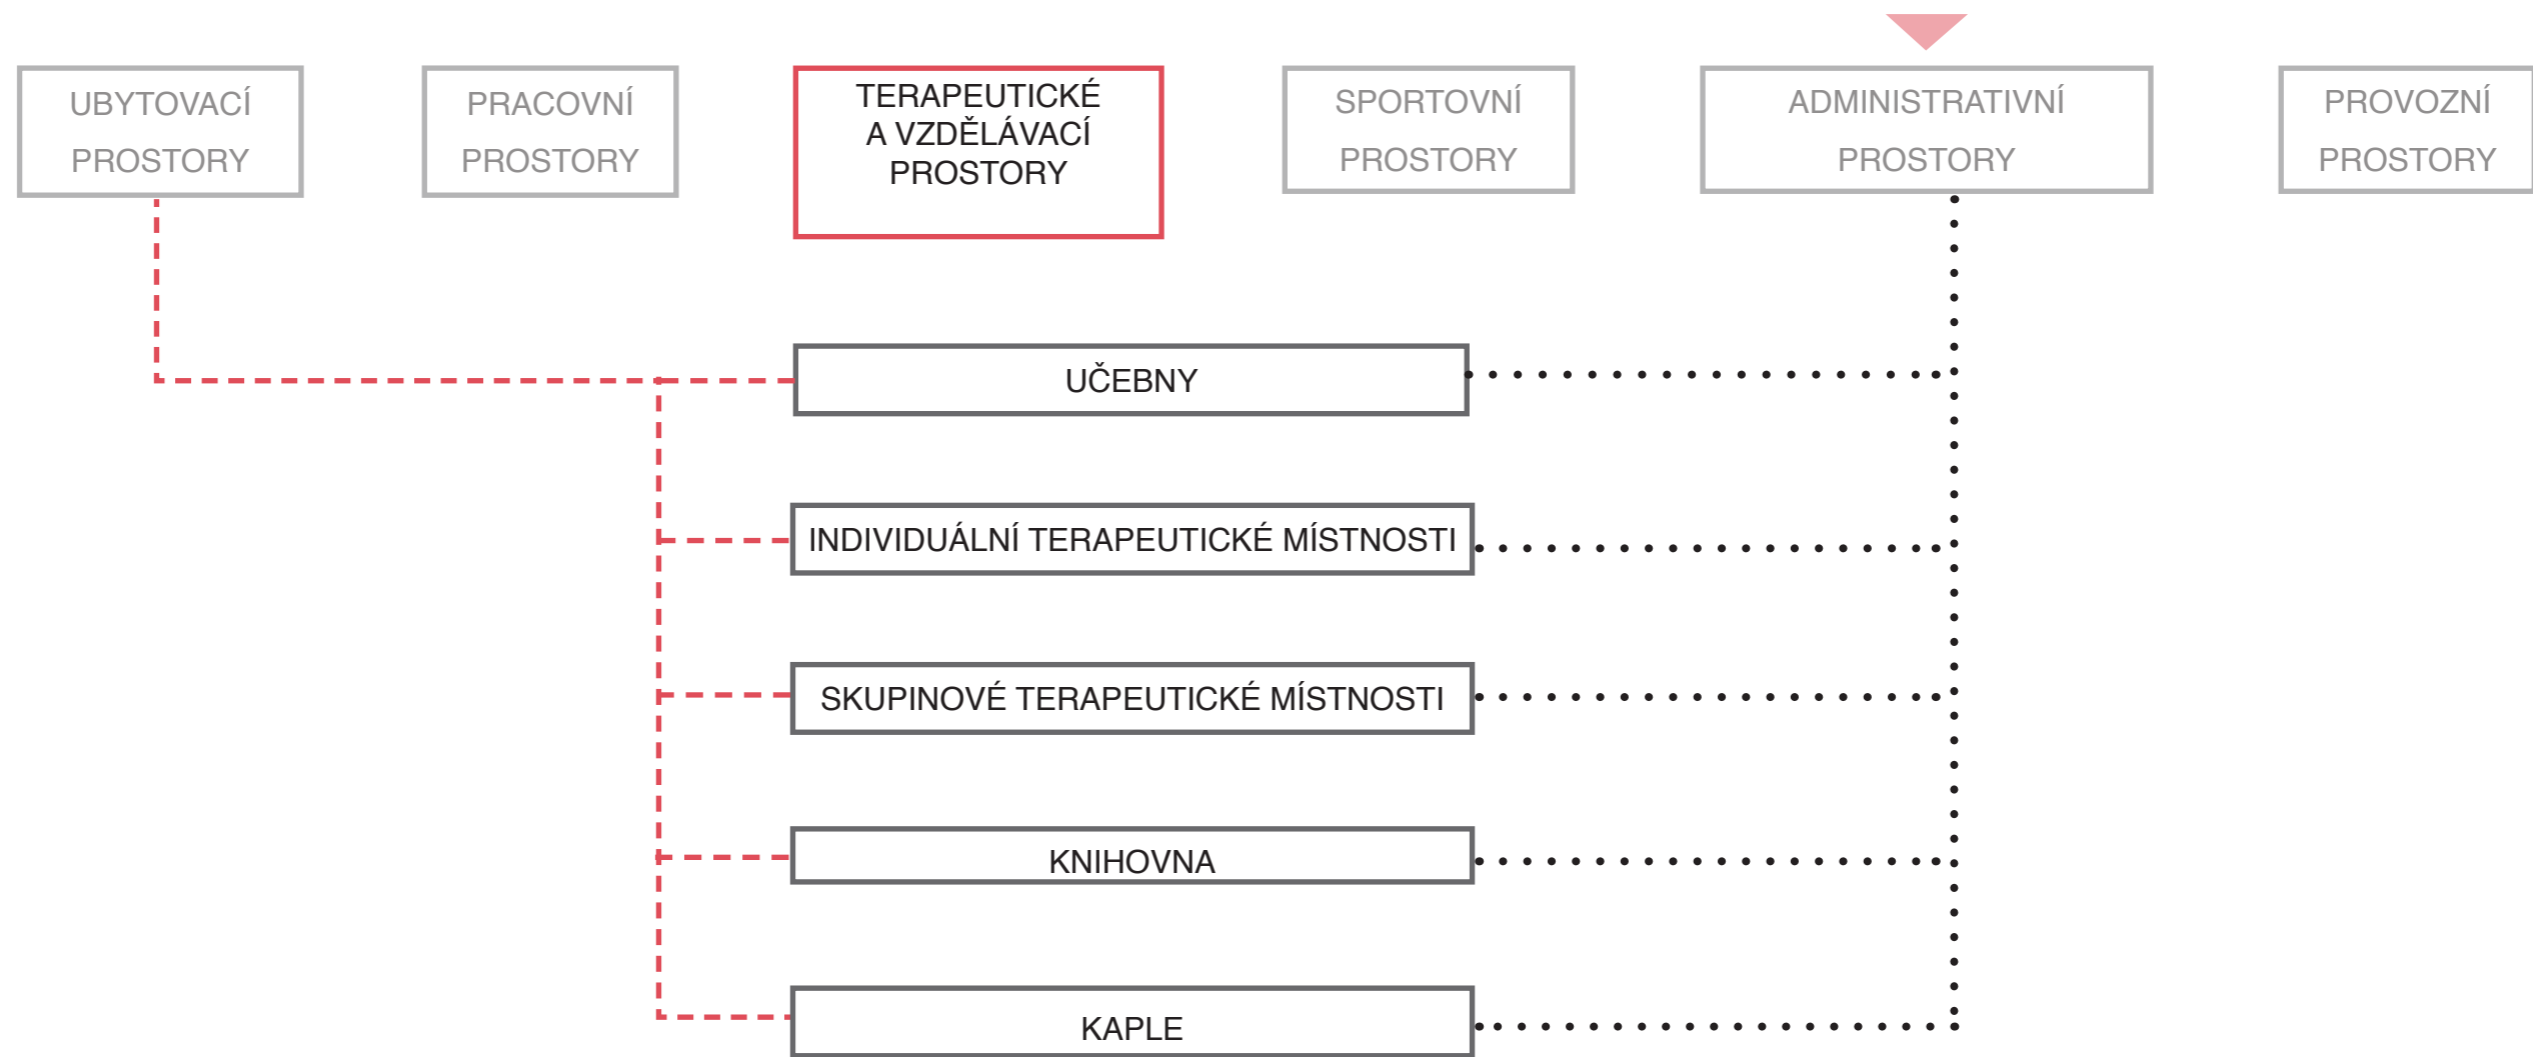 UBYTOVACÍ
PROSTORY
PRACOVNÍ
PROSTORY
TERAPEUTICKÉ
A VZDĚLÁVACÍ
PROSTORY
SPORTOVNÍ
PROSTORY
ADMINISTRATIVNÍ
PROSTORY
PROVOZNÍ
PROSTORY
UČEBNY
INDIVIDUÁLNÍ TERAPEUTICKÉ MÍSTNOSTI
SKUPINOVÉ TERAPEUTICKÉ MÍSTNOSTI
KNIHOVNA
KAPLE